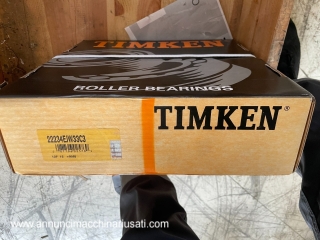 TIMKEN
ROLLER BEARINGS
22234EJW33C3
TIMKEN®
www.annuncimacchineusati.com